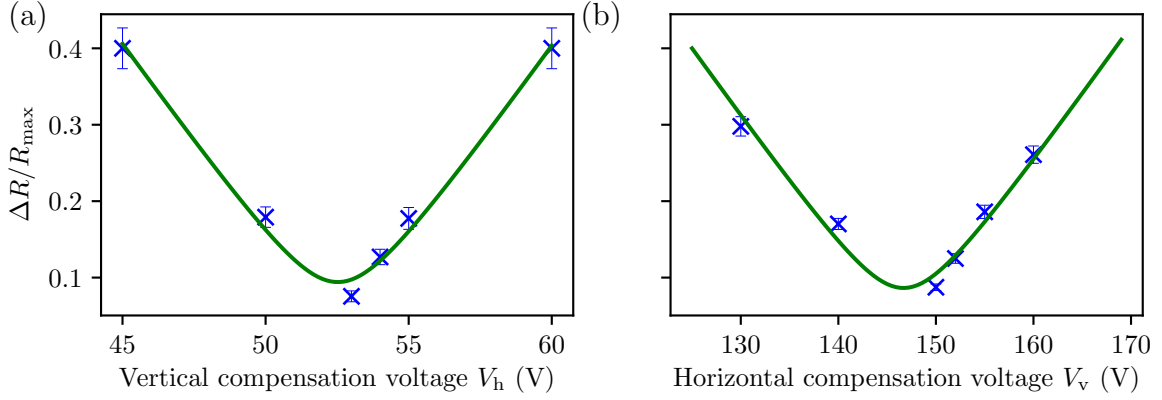 (a)
(b)
ΔR/R_max
0.4
0.3
0.2
0.1
45 50 55 60
130 140 150 160 170
Vertical compensation voltage V_h (V)
Horizontal compensation voltage V_v (V)